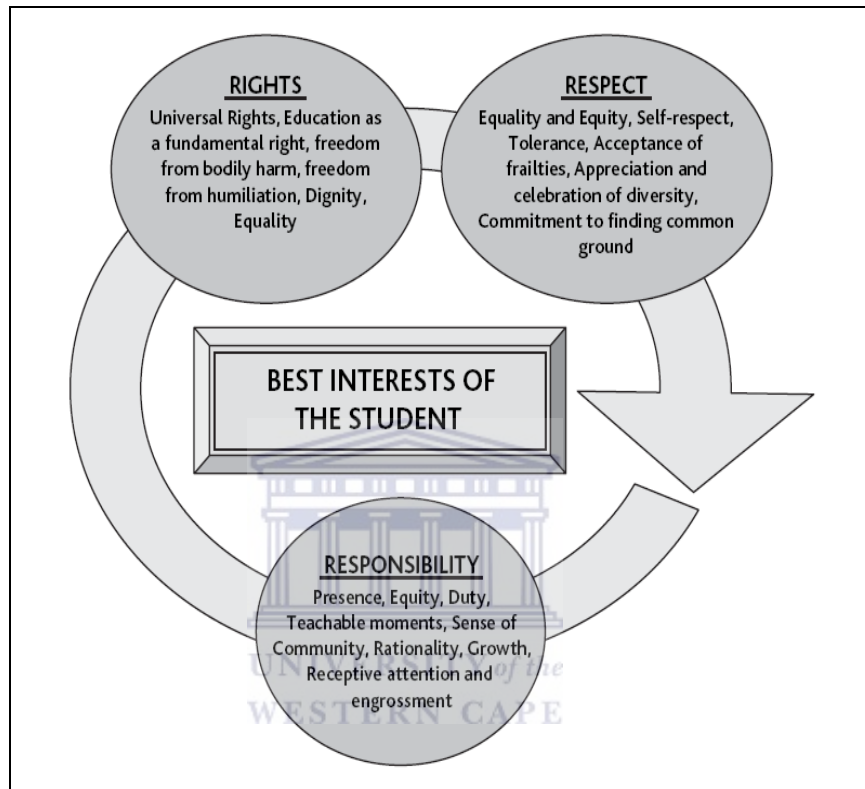 RIGHTS
Universal Rights, Education as
a fundamental right, freedom
from bodily harm, freedom
from humiliation, Dignity,
Equality
RESPECT
Equality and Equity, Self-respect,
Tolerance, Acceptance of
frailties, Appreciation and
celebration of diversity,
Commitment to finding common
ground
BEST INTERESTS OF
THE STUDENT
RESPONSIBILITY
Presence, Equity, Duty,
Teachable moments, Sense of
Community, Rationality, Growth,
Receptive attention and
engrossment
UNIVERSITY of the
WESTERN CAPE